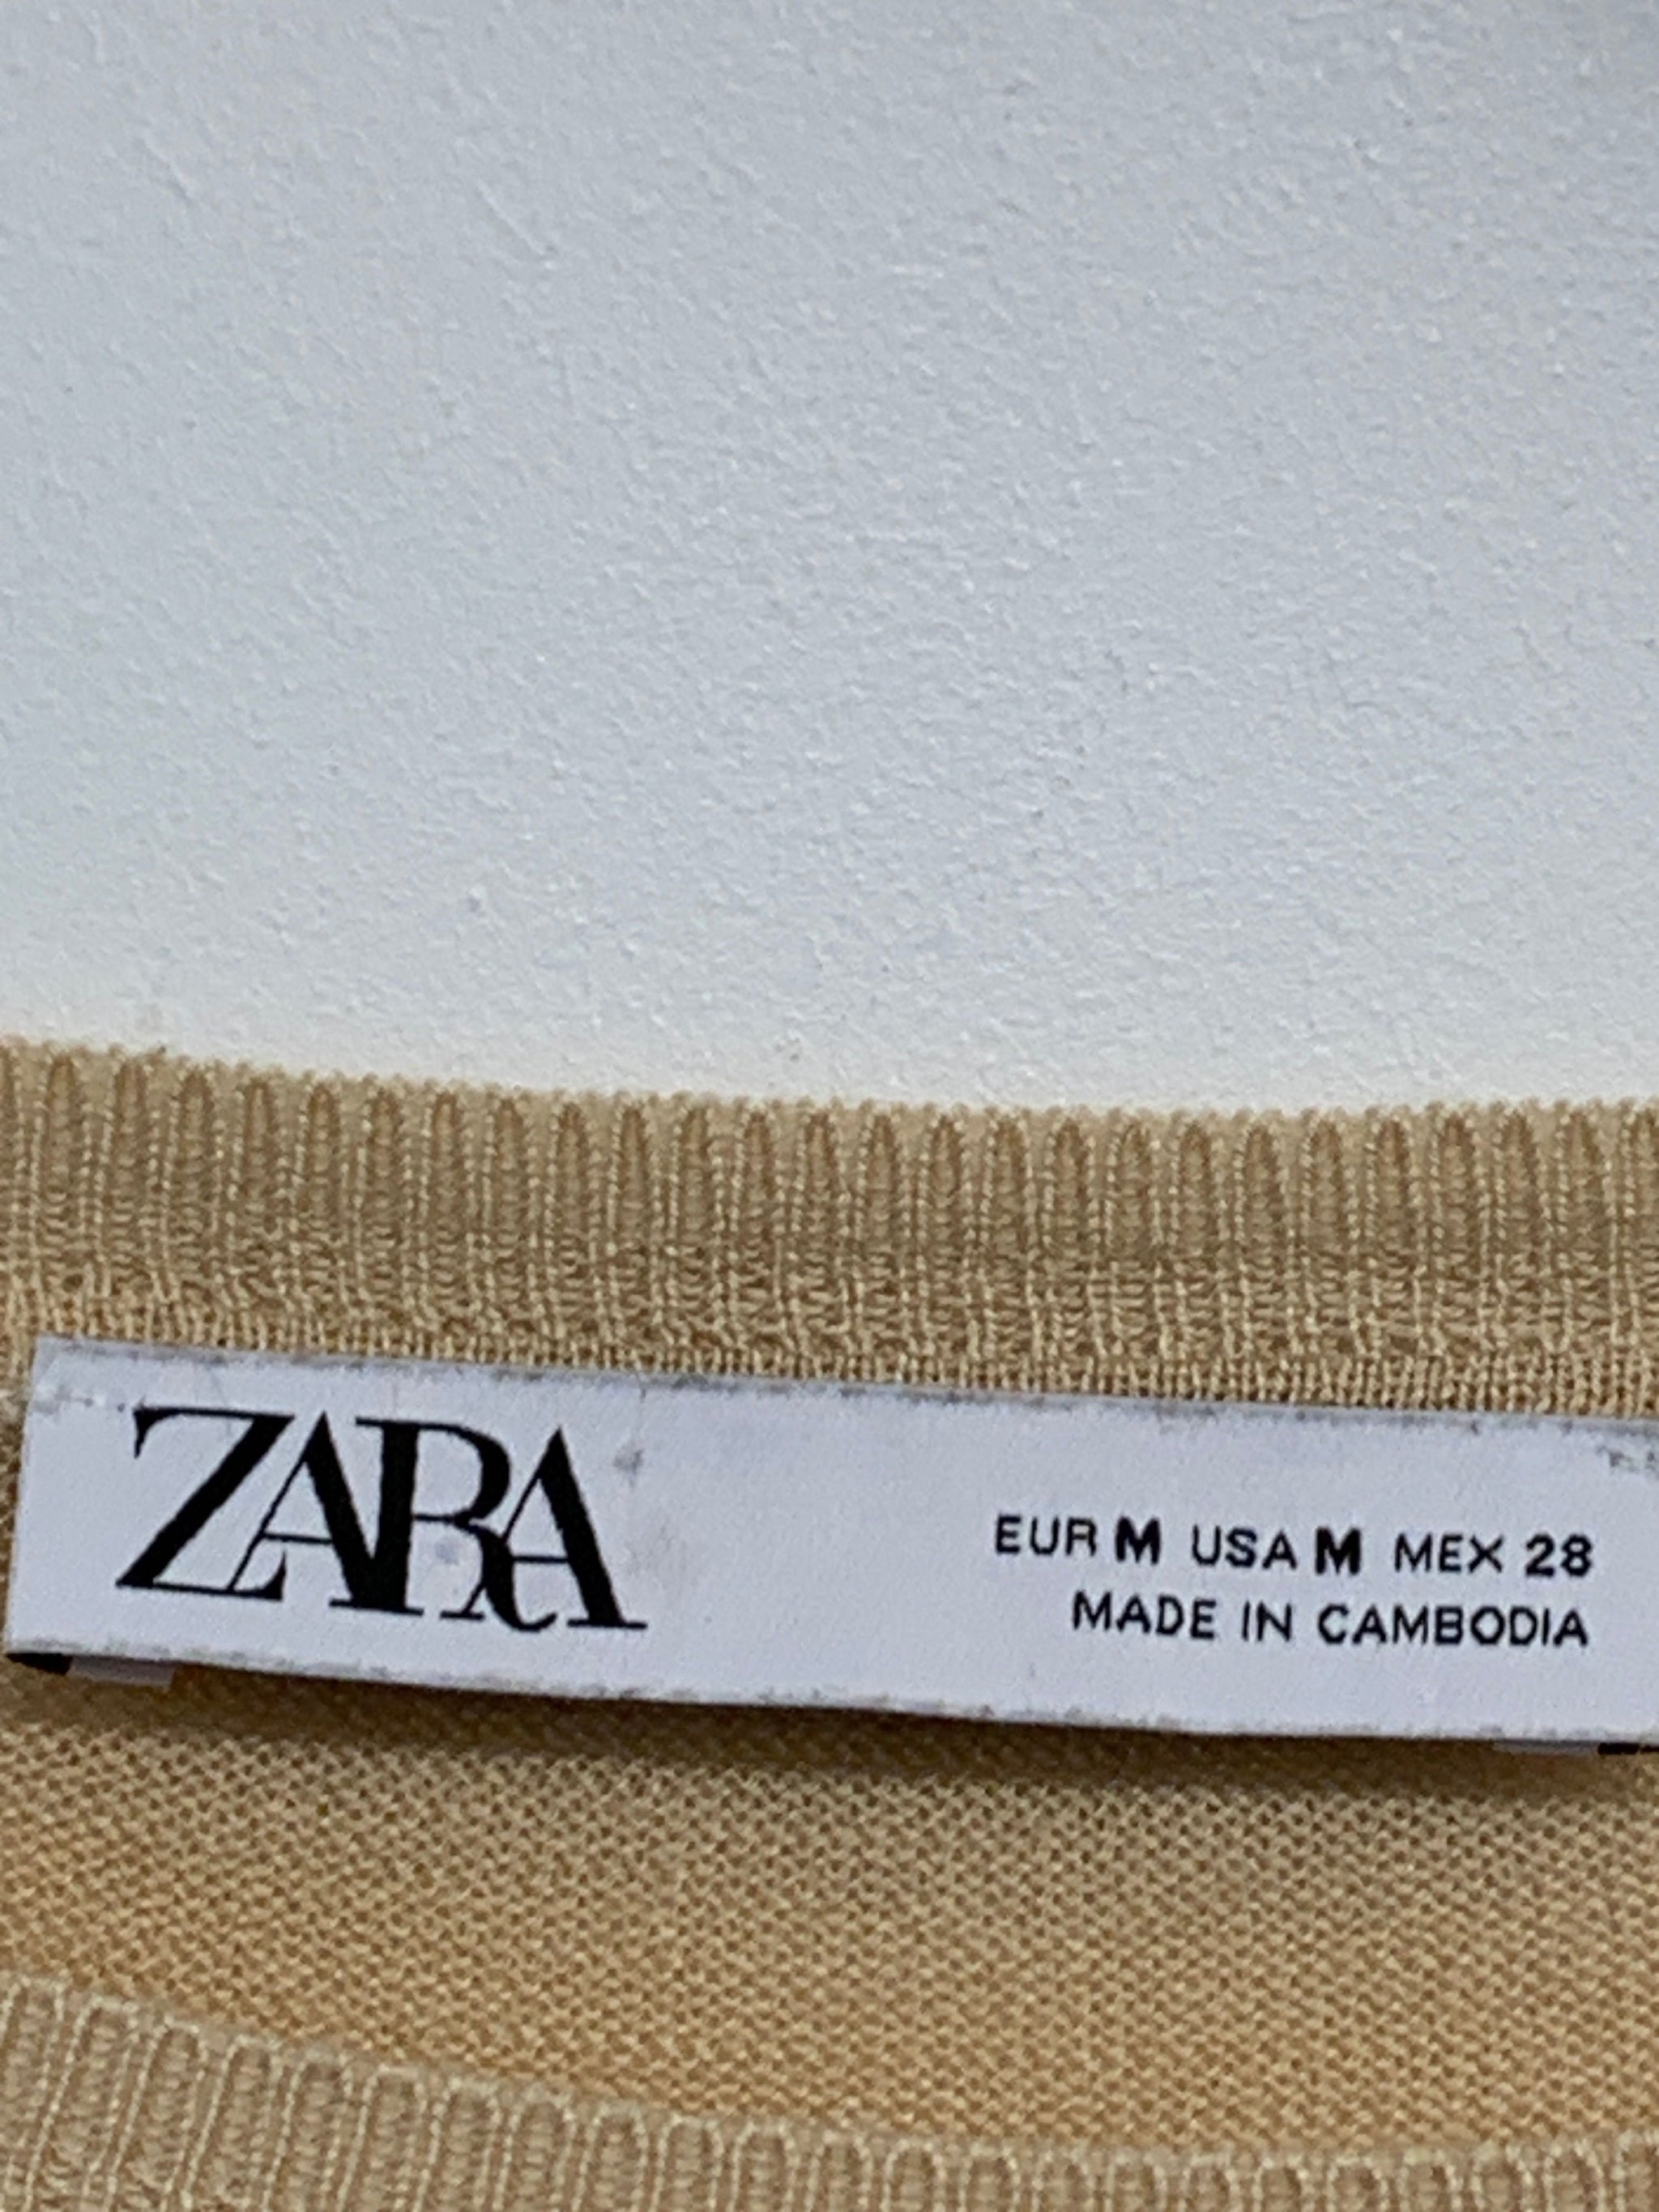 ZARA
EUR M USA M MEX 28
MADE IN CAMBODIA